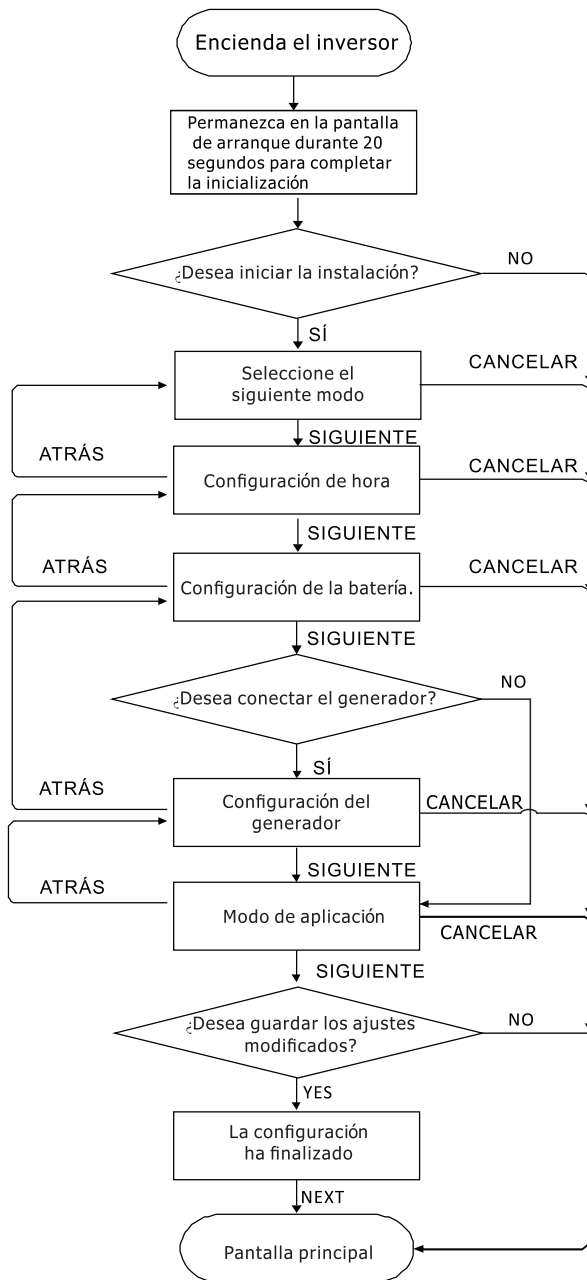 Encienda el inversor
Permanezca en la pantalla
de arranque durante 20
segundos para completar
la inicialización
¿Desea iniciar la instalación?
NO
SÍ
Seleccione el
siguiente modo
CANCELAR
SIGUIENTE
ATRÁS
Configuración de hora
CANCELAR
SIGUIENTE
ATRÁS
Configuración de la batería.
CANCELAR
SIGUIENTE
¿Desea conectar el generador?
NO
SÍ
ATRÁS
Configuración del
generador
CANCELAR
SIGUIENTE
ATRÁS
Modo de aplicación
CANCELAR
SIGUIENTE
¿Desea guardar los ajustes
modificados?
NO
YES
La configuración
ha finalizado
NEXT
Pantalla principal